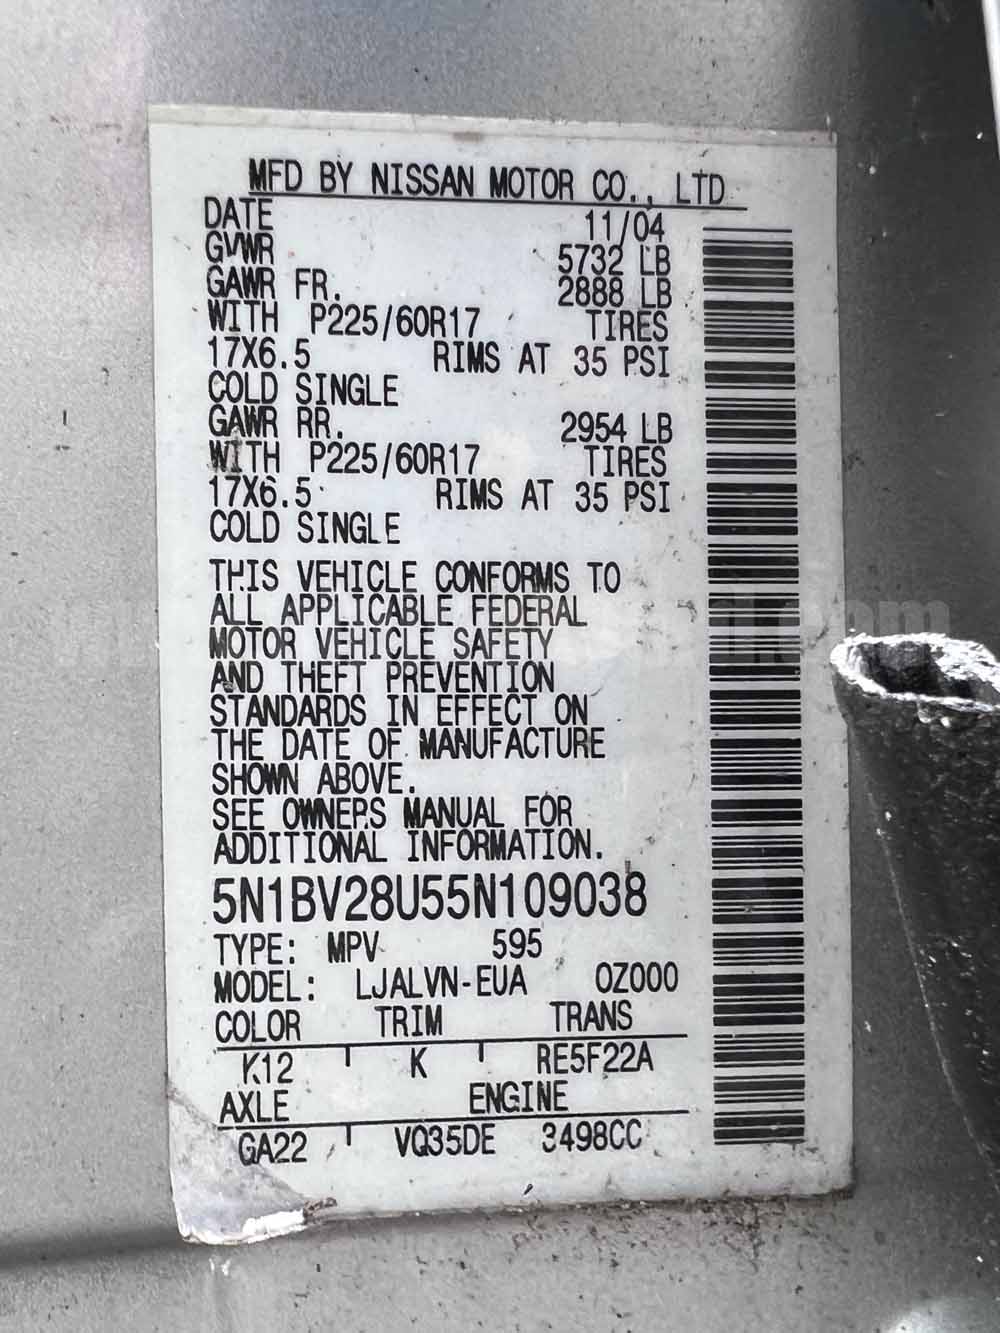 MFD BY NISSAN MOTOR CO., LTD
DATE 11/04
GVWR 5732 LB
GAWR FR. 2888 LB
WITH P225/60R17 TIRES
17X6.5 RIMS AT 35 PSI
COLD SINGLE
GAWR RR. 2954 LB
WITH P225/60R17 TIRES
17X6.5 RIMS AT 35 PSI
COLD SINGLE
THIS VEHICLE CONFORMS TO
ALL APPLICABLE FEDERAL
MOTOR VEHICLE SAFETY
AND THEFT PREVENTION
STANDARDS IN EFFECT ON
THE DATE OF MANUFACTURE
SHOWN ABOVE.
SEE OWNERS MANUAL FOR
ADDITIONAL INFORMATION.
5N1BV28U55N109038
TYPE: MPV 595
MODEL: LJALVN-EUA 0Z000
COLOR TRIM TRANS
K12 K RE5F22A
AXLE ENGINE
GA22 VQ35DE 3498CC